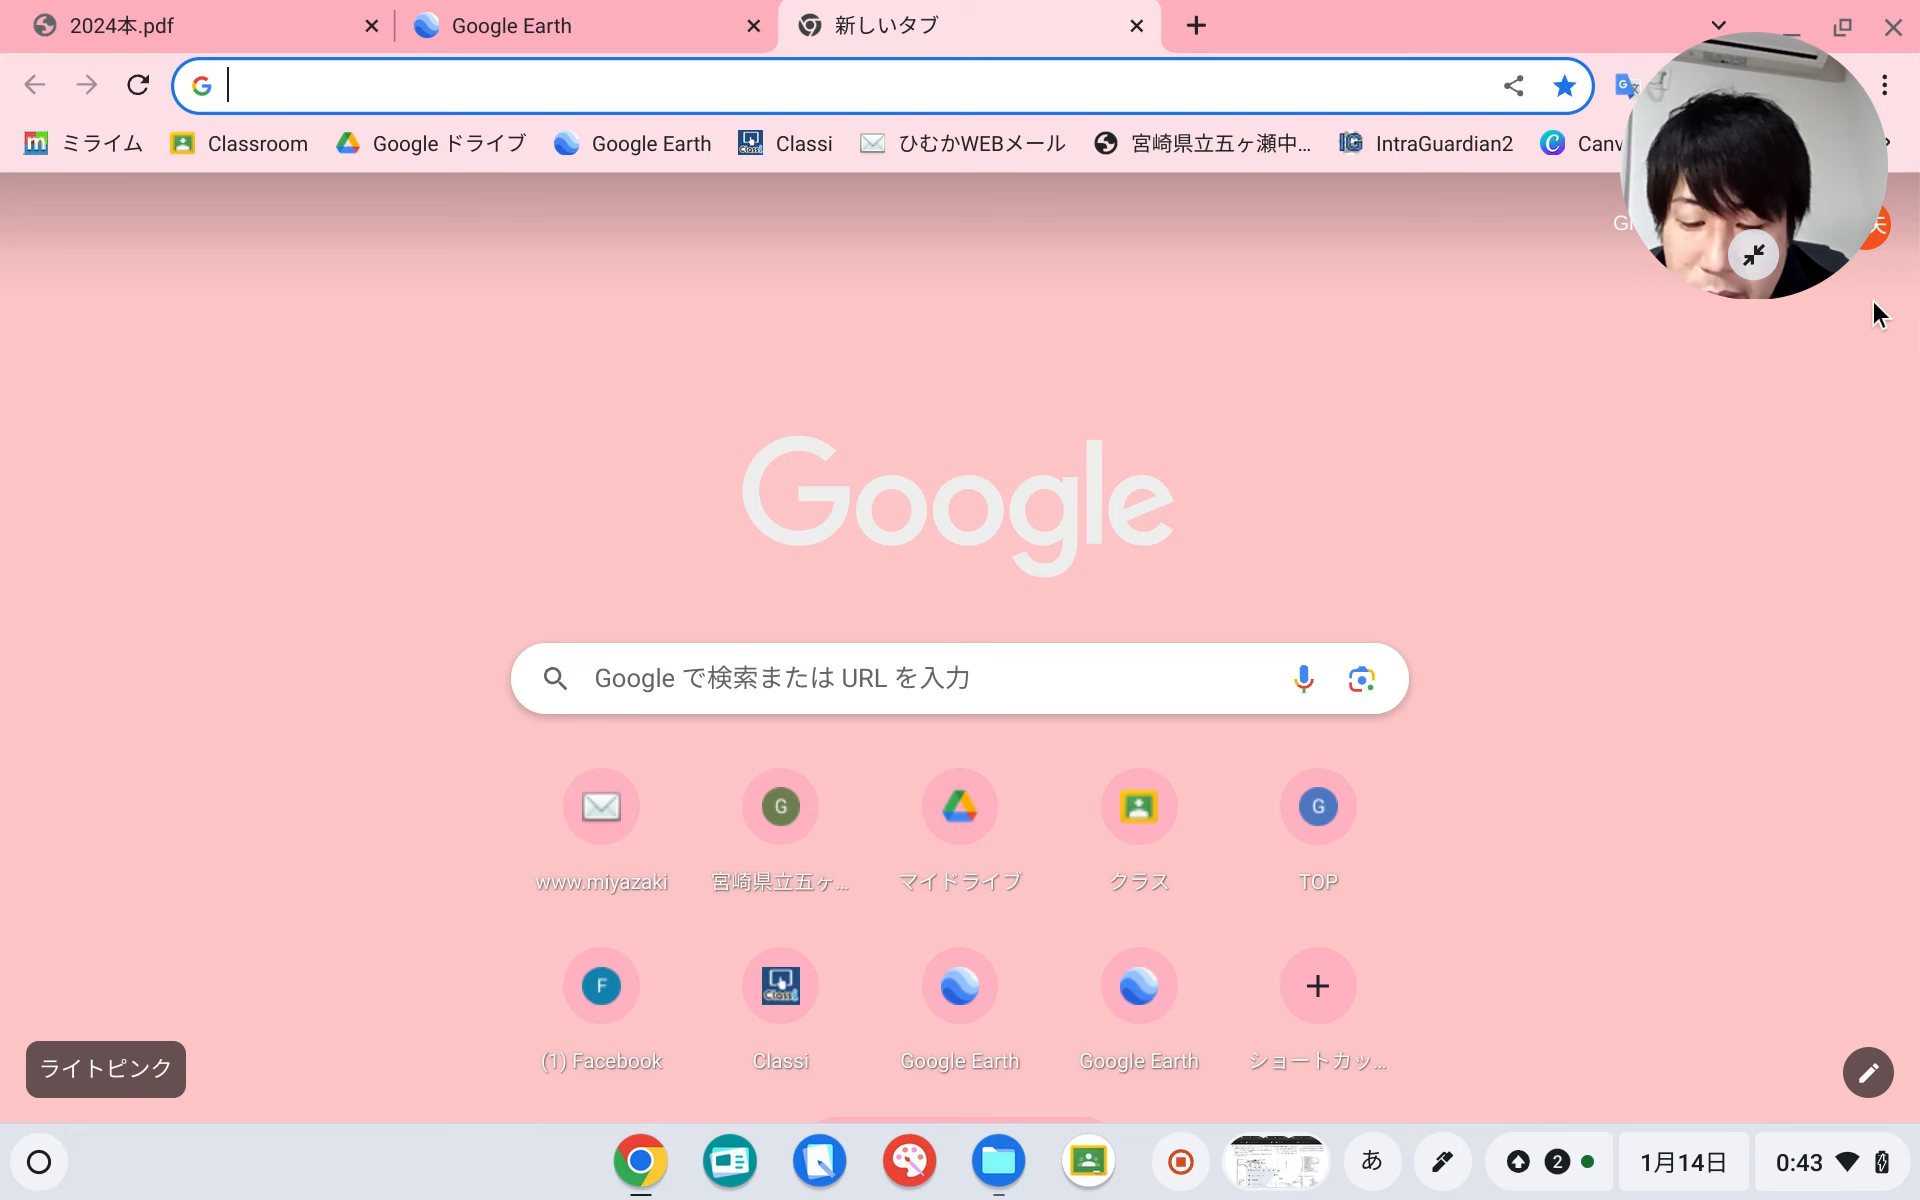 2024本.pdf
Google Earth
新しいタブ
ミライム
Classroom
Google ドライブ
Google Earth
Classi
ひむかWEBメール
宮崎県立五ヶ瀬中...
IntraGuardian2
Canv
G
矢
Google
Google で検索または URL を入力
www.miyazaki
宮崎県立五ヶ...
マイドライブ
クラス
TOP
(1) Facebook
Classi
Google Earth
Google Earth
ショートカッ...
ライトピンク
あ
2
1月14日
0:43